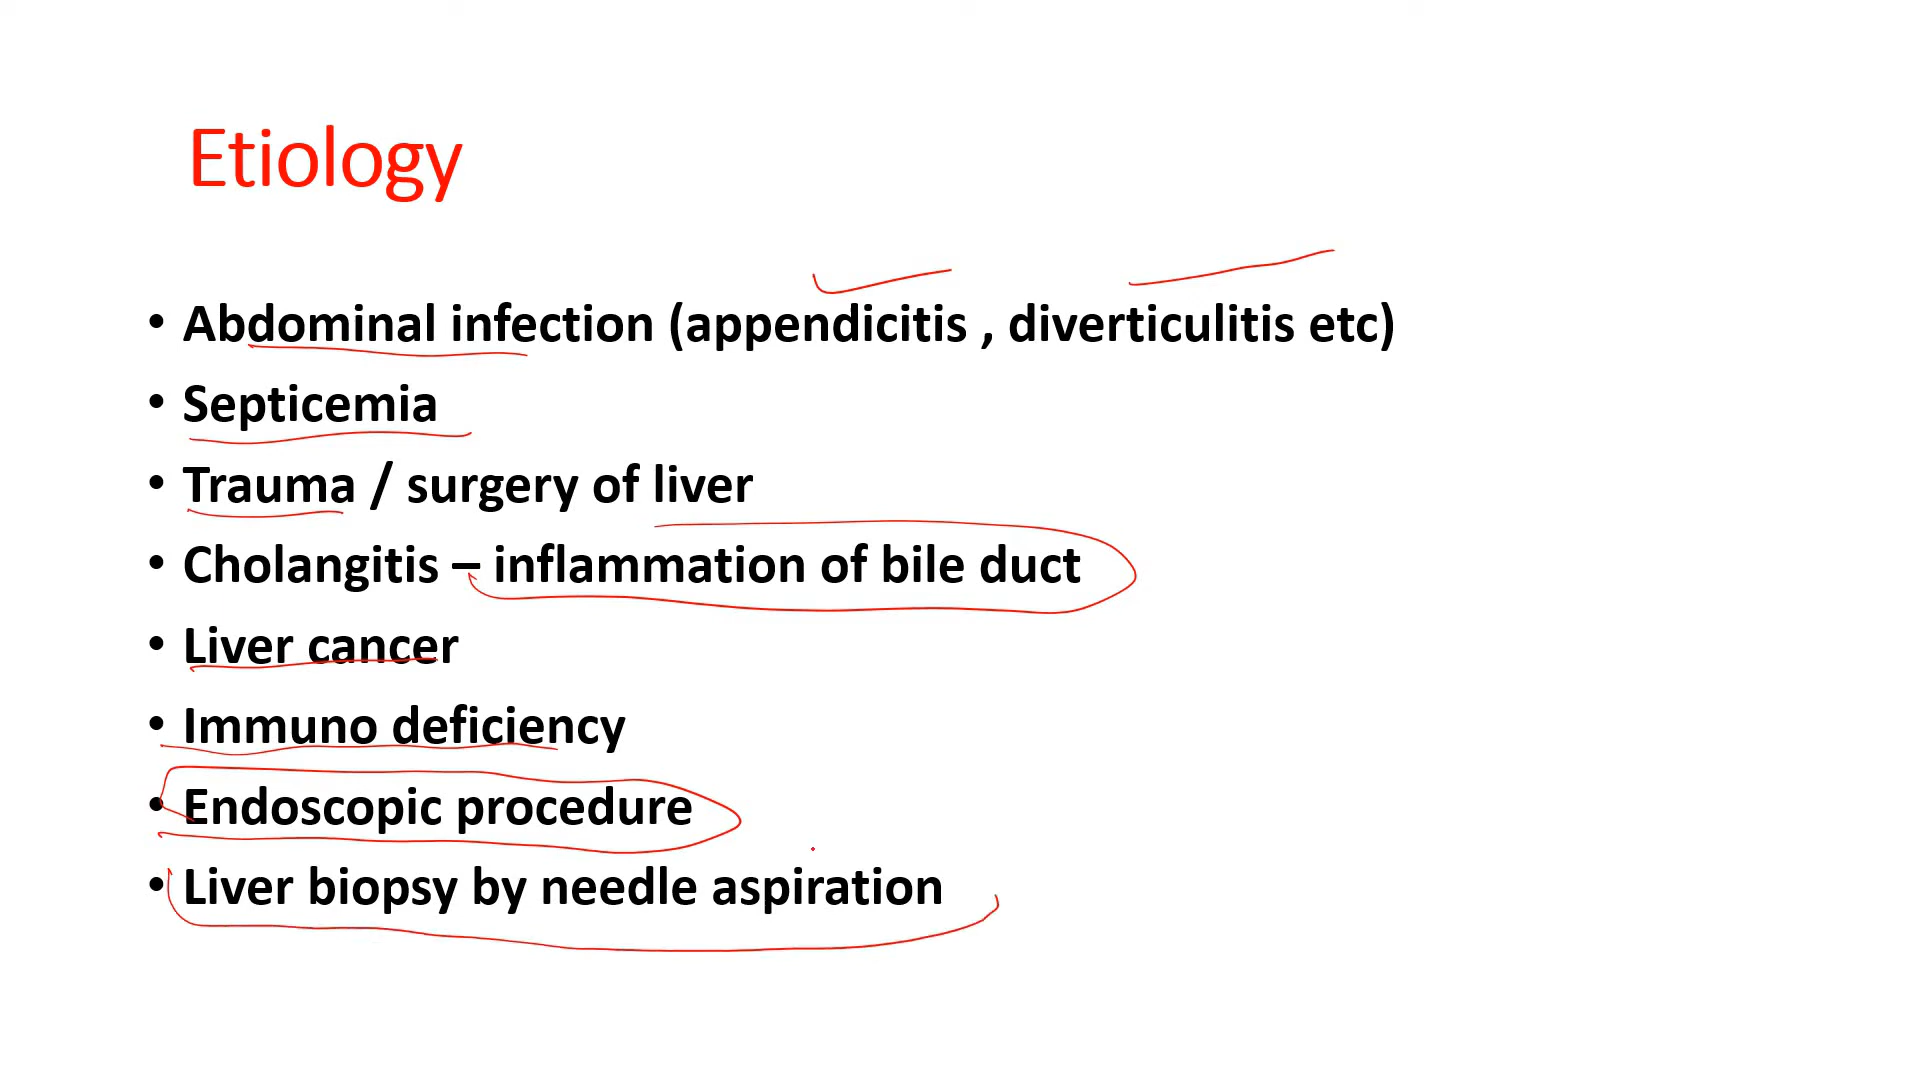 Etiology
• Abdominal infection (appendicitis , diverticulitis etc)
• Septicemia
• Trauma / surgery of liver
• Cholangitis – inflammation of bile duct
• Liver cancer
• Immuno deficiency
• Endoscopic procedure
• Liver biopsy by needle aspiration